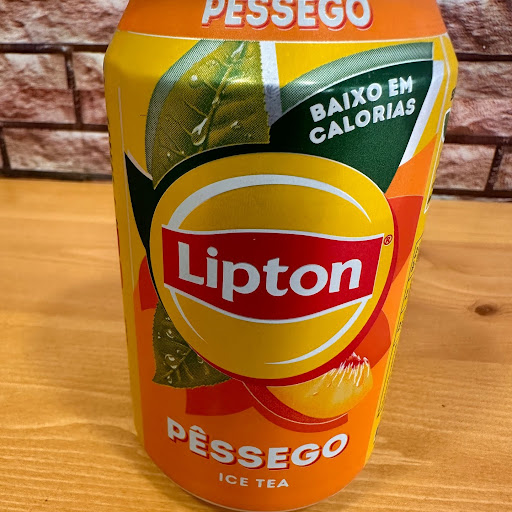 PÊSSEGO
BAIXO EM
CALORIAS
Lipton®
PÊSSEGO
ICE TEA